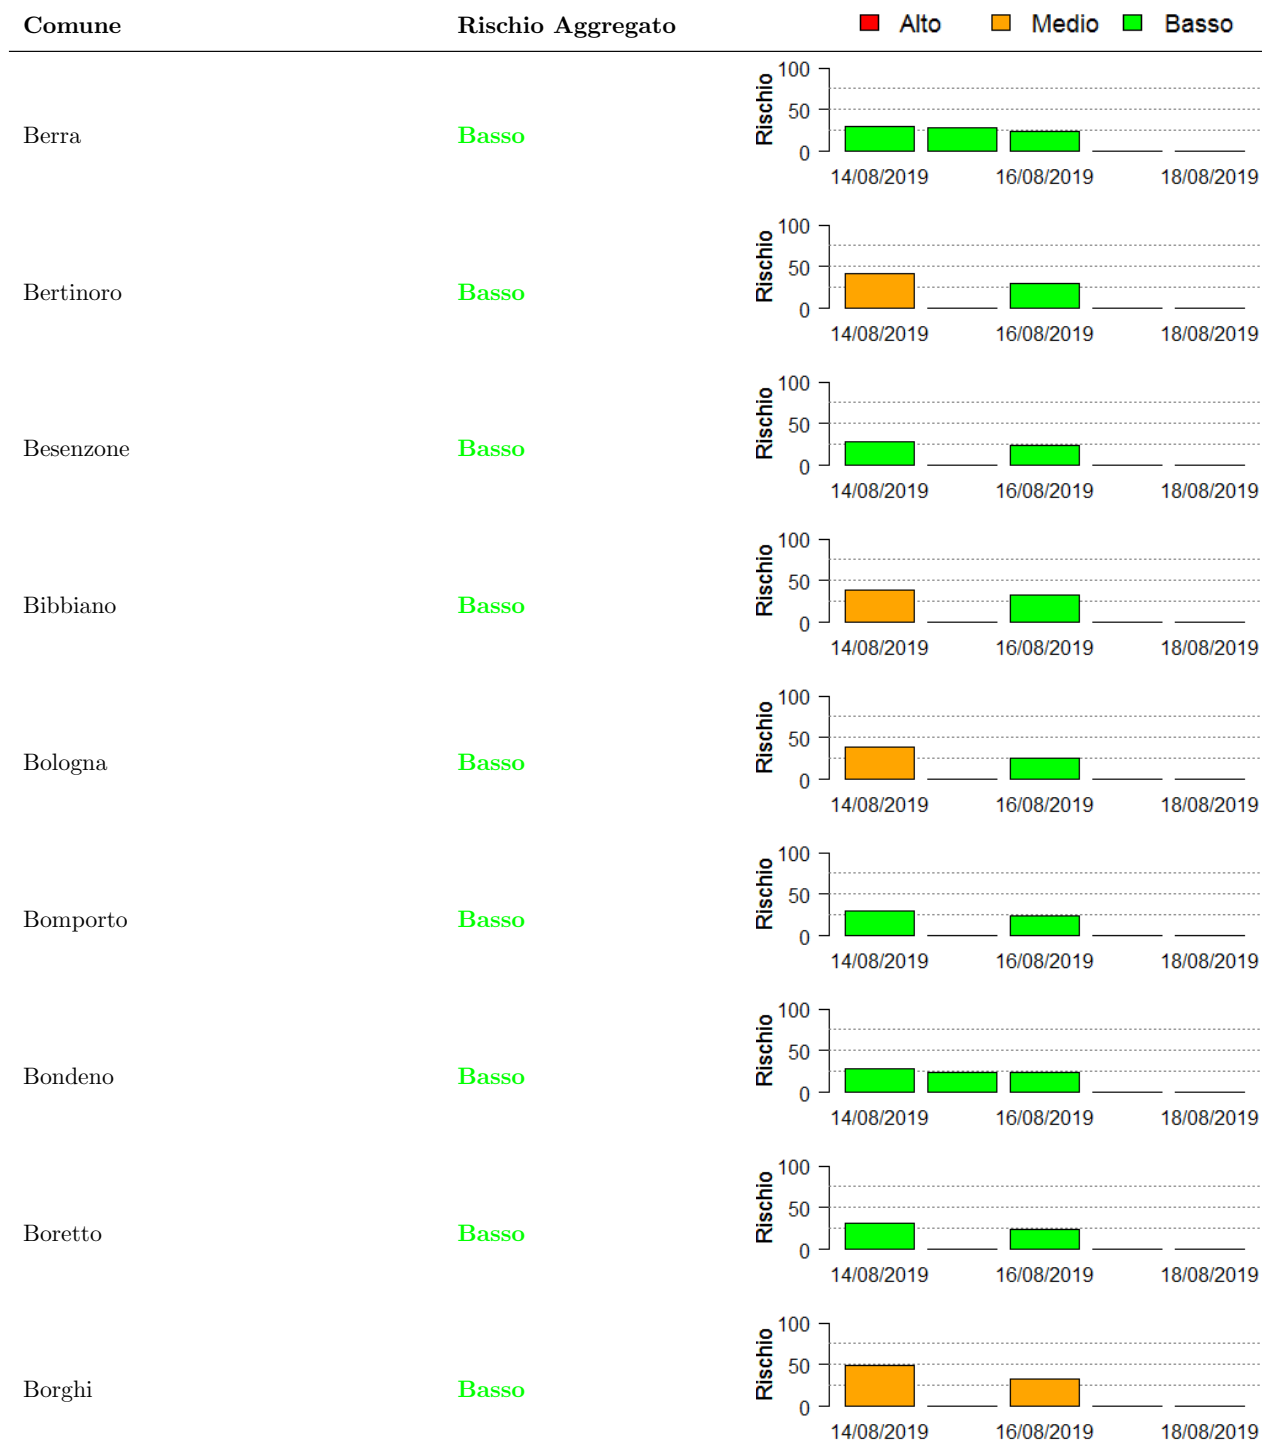 Comune Rischio Aggregato Alto Medio Basso
Berra Basso Rischio 100 50 0
14/08/2019 16/08/2019 18/08/2019
Bertinoro Basso Rischio 100 50 0
14/08/2019 16/08/2019 18/08/2019
Besenzone Basso Rischio 100 50 0
14/08/2019 16/08/2019 18/08/2019
Bibbiano Basso Rischio 100 50 0
14/08/2019 16/08/2019 18/08/2019
Bologna Basso Rischio 100 50 0
14/08/2019 16/08/2019 18/08/2019
Bomporto Basso Rischio 100 50 0
14/08/2019 16/08/2019 18/08/2019
Bondeno Basso Rischio 100 50 0
14/08/2019 16/08/2019 18/08/2019
Boretto Basso Rischio 100 50 0
14/08/2019 16/08/2019 18/08/2019
Borghi Basso Rischio 100 50 0
14/08/2019 16/08/2019 18/08/2019